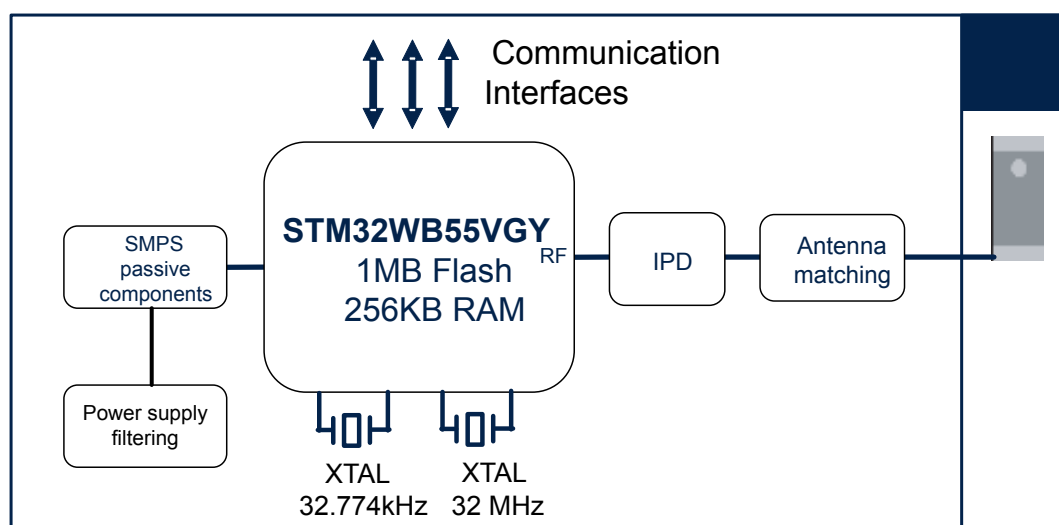 Communication
Interfaces
STM32WB55VGY
RF
1MB Flash
256KB RAM
SMPS
passive
components
IPD
Antenna
matching
Power supply
filtering
XTAL
32.774kHz
XTAL
32 MHz